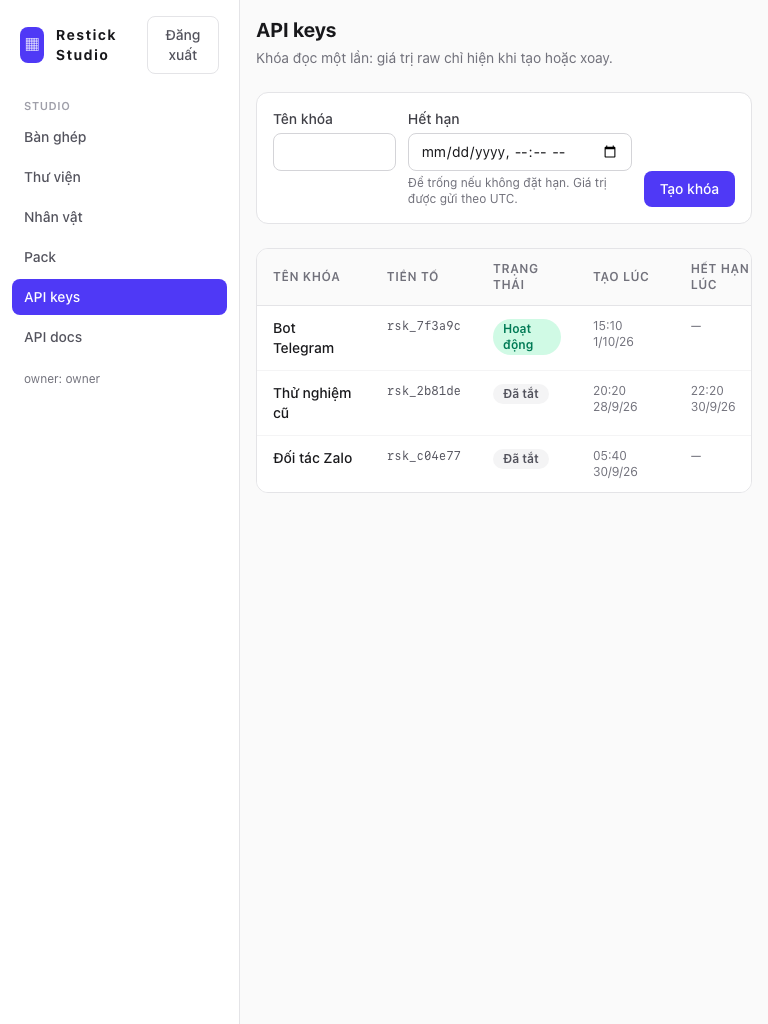 Restick
Studio
Đăng
xuất
STUDIO
Bàn ghép
Thư viện
Nhân vật
Pack
API keys
API docs
owner: owner
API keys
Khóa đọc một lần: giá trị raw chỉ hiện khi tạo hoặc xoay.
Tên khóa
Hết hạn
mm/dd/yyyy, --:-- --
Để trống nếu không đặt hạn. Giá trị
được gửi theo UTC.
Tạo khóa
TÊN KHÓA TIỀN TỐ TRẠNG THÁI TẠO LÚC HẾT HẠN LÚC
Bot Telegram rsk_7f3a9c Hoạt động 15:10 1/10/26 —
Thử nghiệm cũ rsk_2b81de Đã tắt 20:20 28/9/26 22:20 30/9/26
Đối tác Zalo rsk_c04e77 Đã tắt 05:40 30/9/26 —